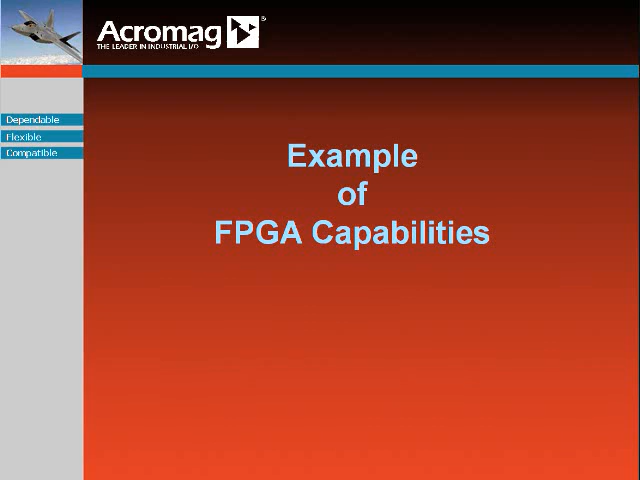 Acromag®
THE LEADER IN INDUSTRIAL I/O
Dependable
Flexible
Compatible
Example
of
FPGA Capabilities